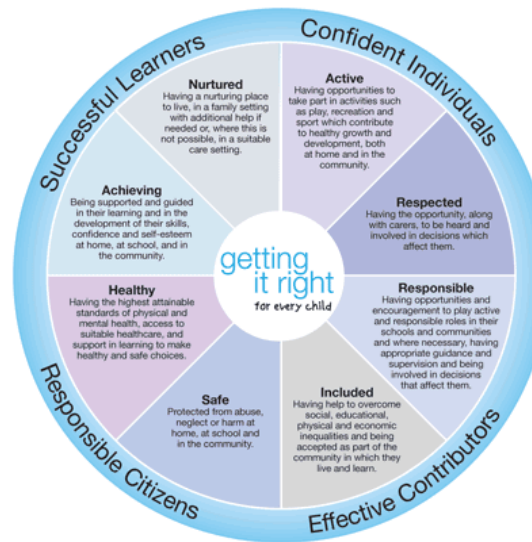 Successful Learners
Confident Individuals
Nurtured
Having a nurturing place
to live, in a family setting
with additional help if
needed or, where this is
not possible, in a suitable
care setting.
Active
Having opportunities to
take part in activities such
as play, recreation and
sport which contribute
to healthy growth and
development, both
at home and in the
community.
Achieving
Being supported and guided
in their learning and in the
development of their skills,
confidence and self-esteem
at home, at school, and in
the community.
Respected
Having the opportunity, along
with carers, to be heard and
involved in decisions which
affect them.
getting
it right
for every child
Healthy
Having the highest attainable
standards of physical and
mental health, access to
suitable healthcare, and
support in learning to make
healthy and safe choices.
Responsible
Having opportunities and
encouragement to play active
and responsible roles in their
schools and communities
and where necessary, having
appropriate guidance and
supervision and being
involved in decisions
that affect them.
Safe
Protected from abuse,
neglect or harm at
home, at school and
in the community.
Included
Having help to overcome
social, educational,
physical and economic
inequalities and being
accepted as part of the
community in which they
live and learn.
Responsible Citizens
Effective Contributors